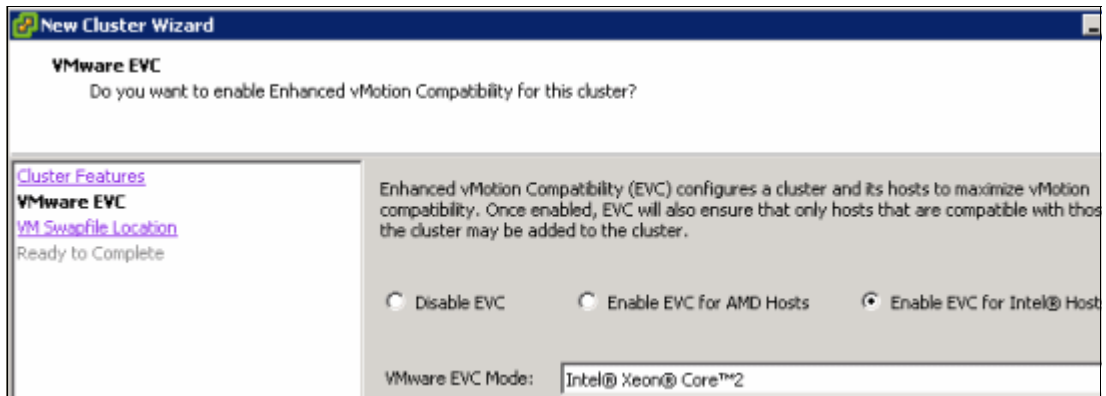 New Cluster Wizard
VMware EVC
Do you want to enable Enhanced vMotion Compatibility for this cluster?
Cluster Features
VMware EVC
VM Swapfile Location
Ready to Complete
Enhanced vMotion Compatibility (EVC) configures a cluster and its hosts to maximize vMotion
compatibility. Once enabled, EVC will also ensure that only hosts that are compatible with thos
the cluster may be added to the cluster.
Disable EVC
Enable EVC for AMD Hosts
Enable EVC for Intel® Host
VMware EVC Mode:
Intel® Xeon® Core™2